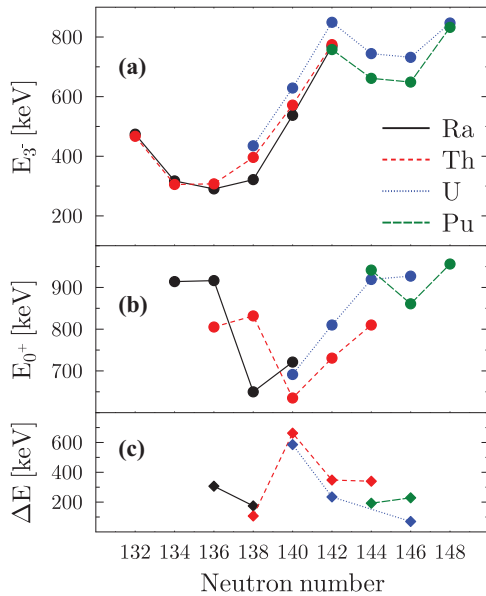 800
600
400
200
E3- [keV]
(a)
Ra
Th
U
Pu
900
800
700
E0+ [keV]
(b)
600
400
200
ΔE [keV]
(c)
132 134 136 138 140 142 144 146 148
Neutron number